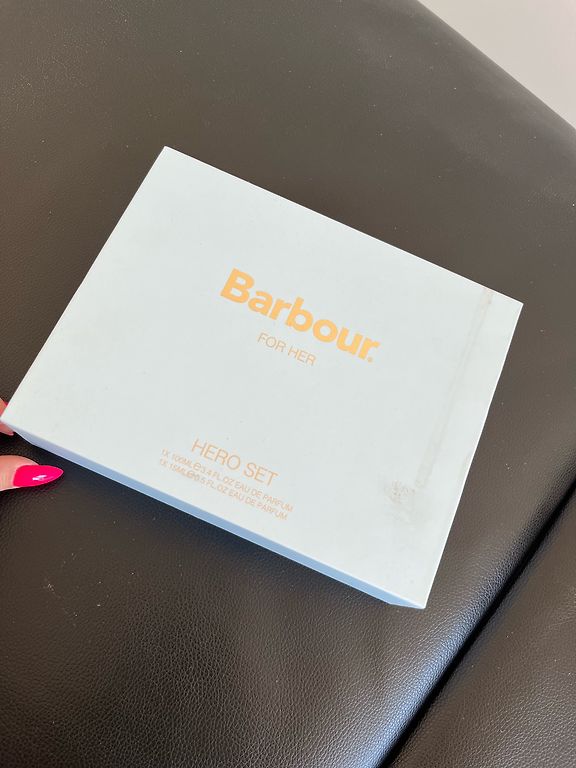 Barbour®
FOR HER
HERO SET
1X 100ML℮3.4 FL.OZ EAU DE PARFUM
1X 15ML℮0.5 FL.OZ EAU DE PARFUM